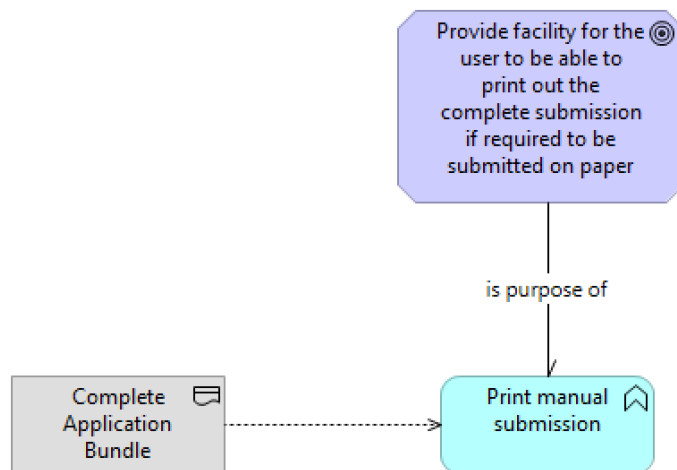 Provide facility for the
user to be able to
print out the
complete submission
if required to be
submitted on paper
is purpose of
Complete
Application
Bundle
Print manual
submission